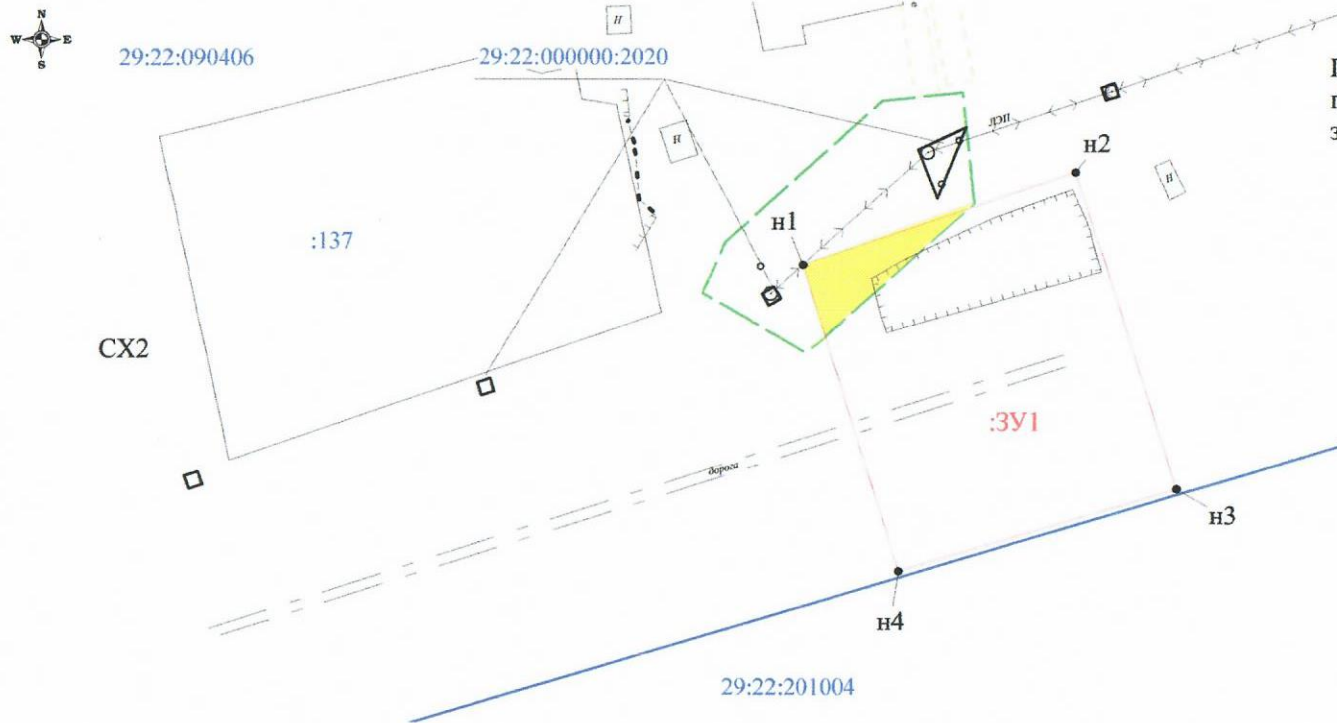 N
W E
S
29:22:090406
29:22:000000:2020
Н
Н
лэп
н2
Н
н1
:137
СХ2
:ЗУ1
дорога
н3
н4
29:22:201004